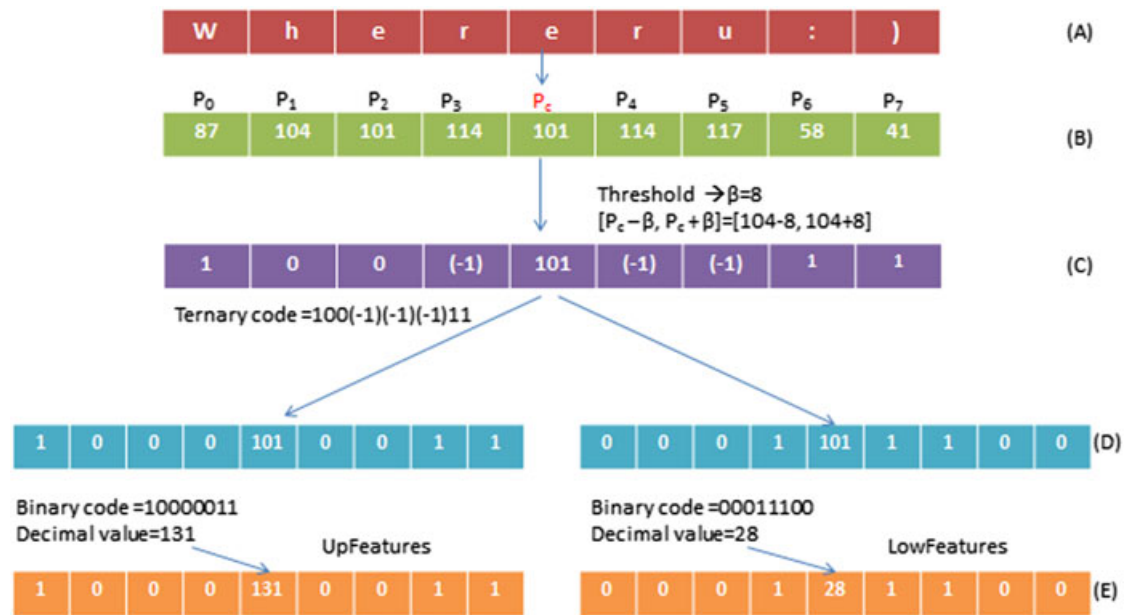 W h e r e r u : ) (A)
P₀ P₁ P₂ P₃ P꜀ P₄ P₅ P₆ P₇
87 104 101 114 101 114 117 58 41 (B)
Threshold →β=8
[P꜀−β, P꜀+β]=[104-8, 104+8]
1 0 0 (-1) 101 (-1) (-1) 1 1 (C)
Ternary code =100(-1)(-1)(-1)11
1 0 0 0 101 0 0 1 1 0 0 0 1 101 1 1 0 0 (D)
Binary code =10000011
Decimal value=131
UpFeatures
Binary code =00011100
Decimal value=28
LowFeatures
1 0 0 0 131 0 0 1 1 0 0 0 1 28 1 1 0 0 (E)